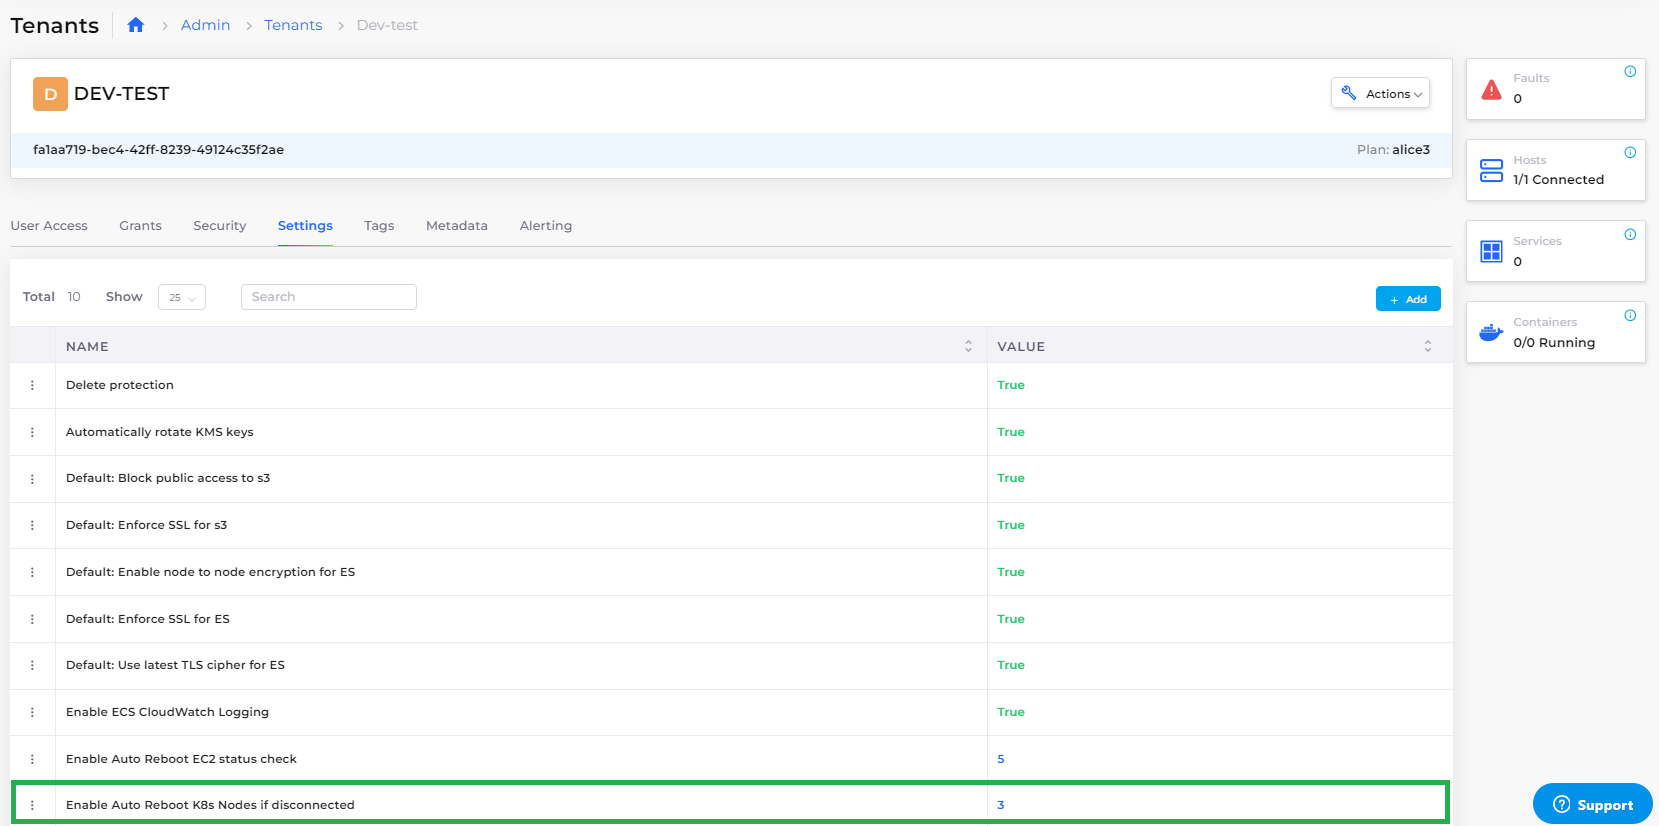 Tenants
Admin
Tenants
Dev-test
D
DEV-TEST
Actions
fa1aa719-bec4-42ff-8239-49124c35f2ae
Plan: alice3
Faults
0
Hosts
1/1 Connected
Services
0
Containers
0/0 Running
User Access
Grants
Security
Settings
Tags
Metadata
Alerting
Total 10
Show
25
Search
+ Add
NAME
VALUE
Delete protection
True
Automatically rotate KMS keys
True
Default: Block public access to s3
True
Default: Enforce SSL for s3
True
Default: Enable node to node encryption for ES
True
Default: Enforce SSL for ES
True
Default: Use latest TLS cipher for ES
True
Enable ECS CloudWatch Logging
True
Enable Auto Reboot EC2 status check
5
Enable Auto Reboot K8s Nodes if disconnected
3
Support